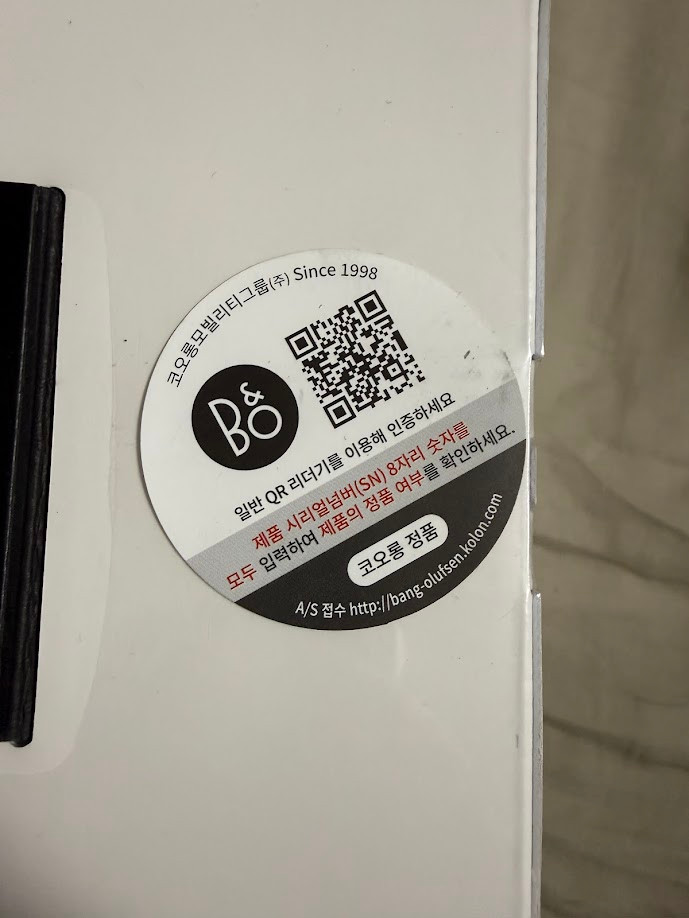 코오롱모빌리티그룹(주) Since 1998
B&O
일반 QR 리더기를 이용해 인증하세요
제품 시리얼넘버(SN) 8자리 숫자를
모두 입력하여 제품의 정품 여부를 확인하세요.
코오롱 정품
A/S 접수 http://bang-olufsen.kolon.com